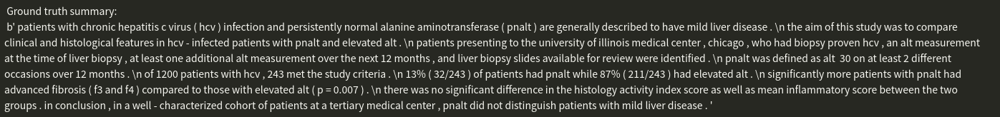 Ground truth summary:
b' patients with chronic hepatitis c virus ( hcv ) infection and persistently normal alanine aminotransferase ( pnalt ) are generally described to have mild liver disease . \n the aim of this study was to compare
clinical and histological features in hcv - infected patients with pnalt and elevated alt . \n patients presenting to the university of illinois medical center , chicago , who had biopsy proven hcv , an alt measurement
at the time of liver biopsy , at least one additional alt measurement over the next 12 months , and liver biopsy slides available for review were identified . \n pnalt was defined as alt  30 on at least 2 different
occasions over 12 months . \n of 1200 patients with hcv , 243 met the study criteria . \n 13% ( 32/243 ) of patients had pnalt while 87% ( 211/243 ) had elevated alt . \n significantly more patients with pnalt had
advanced fibrosis ( f3 and f4 ) compared to those with elevated alt ( p = 0.007 ) . \n there was no significant difference in the histology activity index score as well as mean inflammatory score between the two
groups . in conclusion , in a well - characterized cohort of patients at a tertiary medical center , pnalt did not distinguish patients with mild liver disease . '